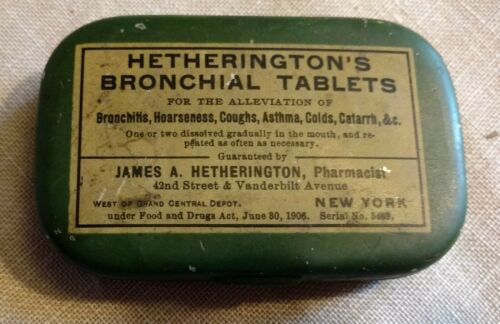 HETHERINGTON'S
BRONCHIAL TABLETS
FOR THE ALLEVIATION OF
Bronchitis, Hoarseness, Coughs, Asthma, Colds, Catarrh, &c.
One or two dissolved gradually in the mouth, and re-
peated as often as necessary.
Guaranteed by
JAMES A. HETHERINGTON, Pharmacist
42nd Street & Vanderbilt Avenue
WEST OF GRAND CENTRAL DEPOT. NEW YORK
under Food and Drugs Act, June 30, 1906. Serial No.